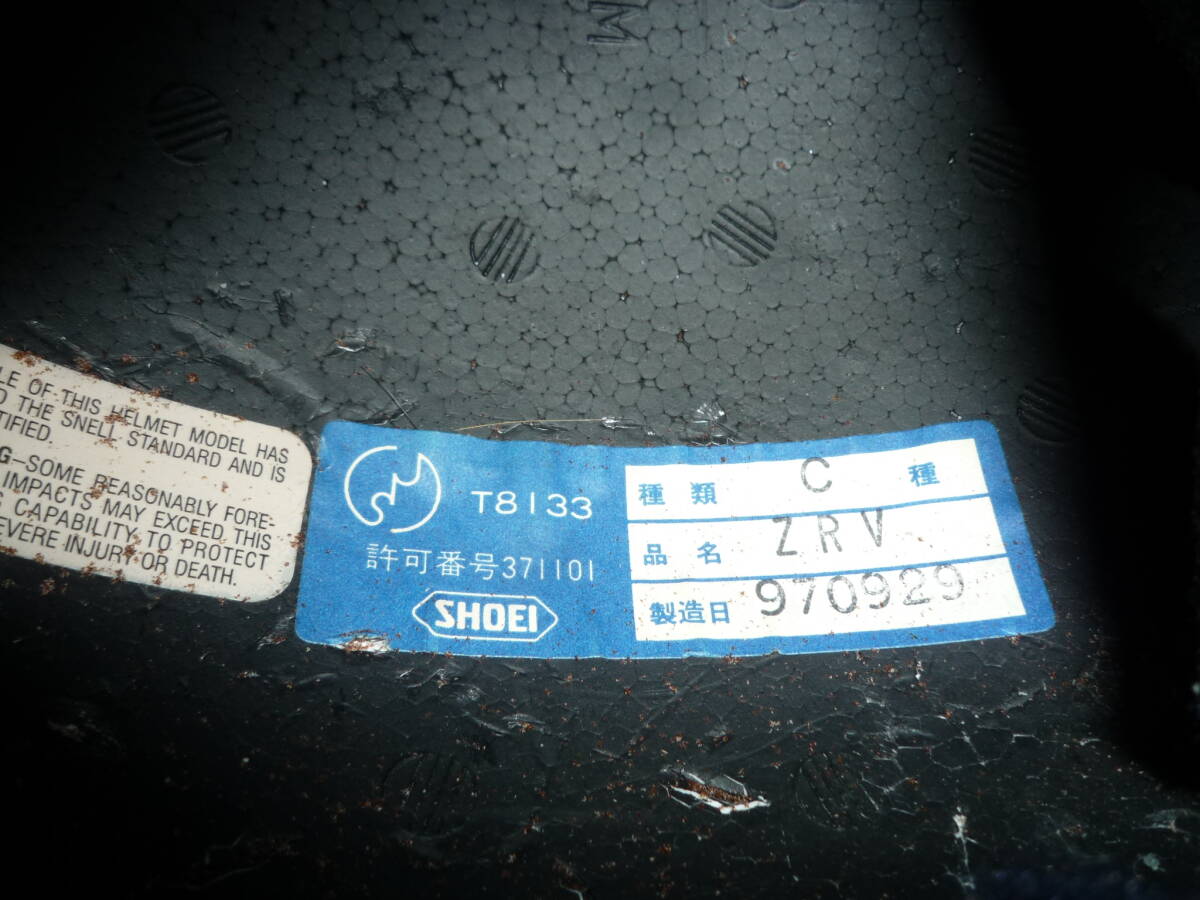 M
LE OF THIS HELMET MODEL HAS
THE SNELL STANDARD AND IS
TIFIED.
G-SOME REASONABLY FORE-
IMPACTS MAY EXCEED THIS
S CAPABILITY TO PROTECT
EVERE INJURY OR DEATH.
T8133
許可番号371101
SHOEI
種類 C 種
品名 ZRV
製造日 970929